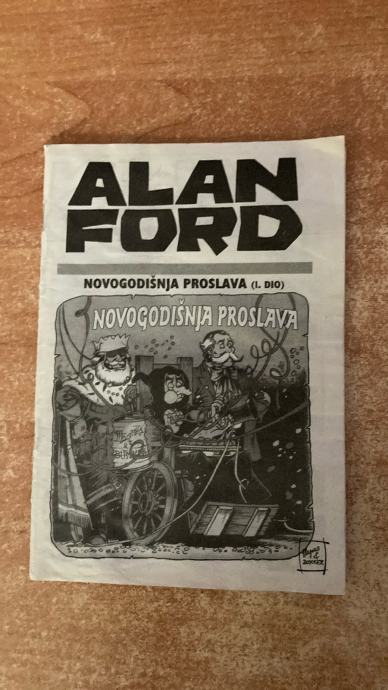 ALAN
FORD
NOVOGODIŠNJA PROSLAVA (I. DIO)
NOVOGODIŠNJA PROSLAVA